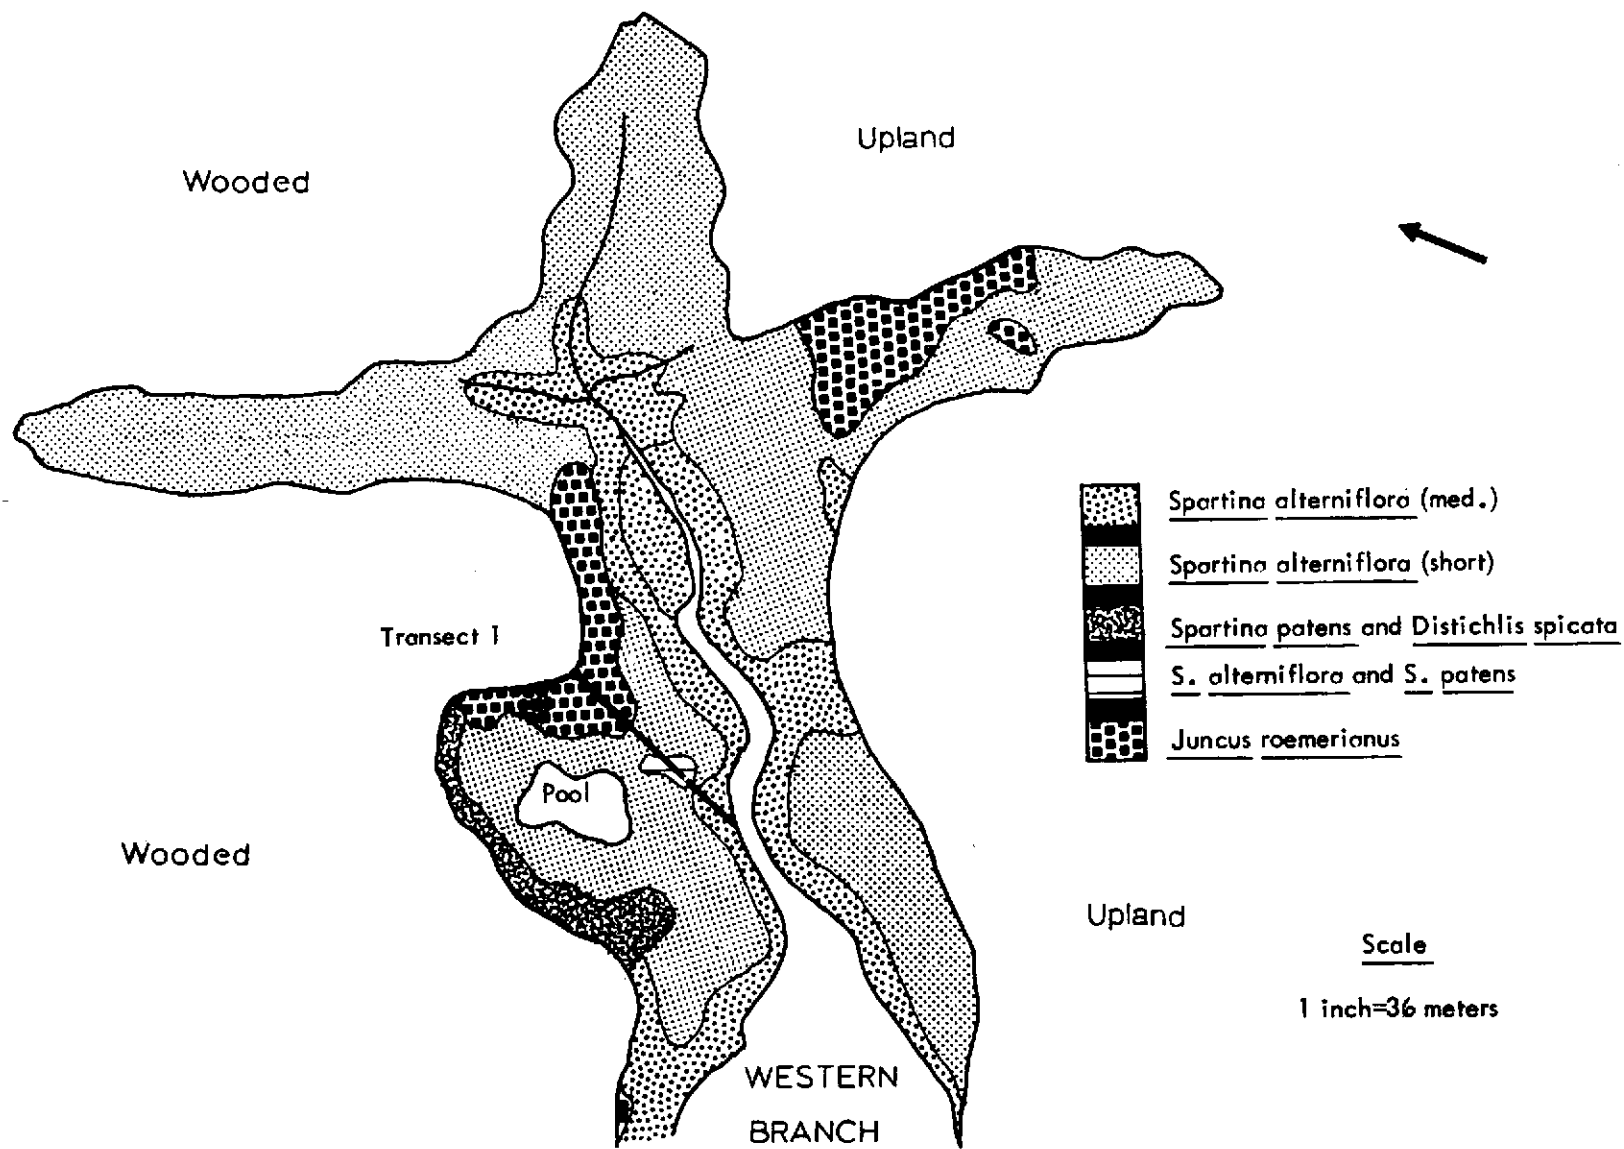 Upland
Wooded
Spartina alterniflora (med.)
Spartina alterniflora (short)
Spartina patens and Distichlis spicata
S. alterniflora and S. patens
Juncus roemerianus
Transect 1
Pool
Wooded
Upland
Scale
1 inch=36 meters
WESTERN
BRANCH